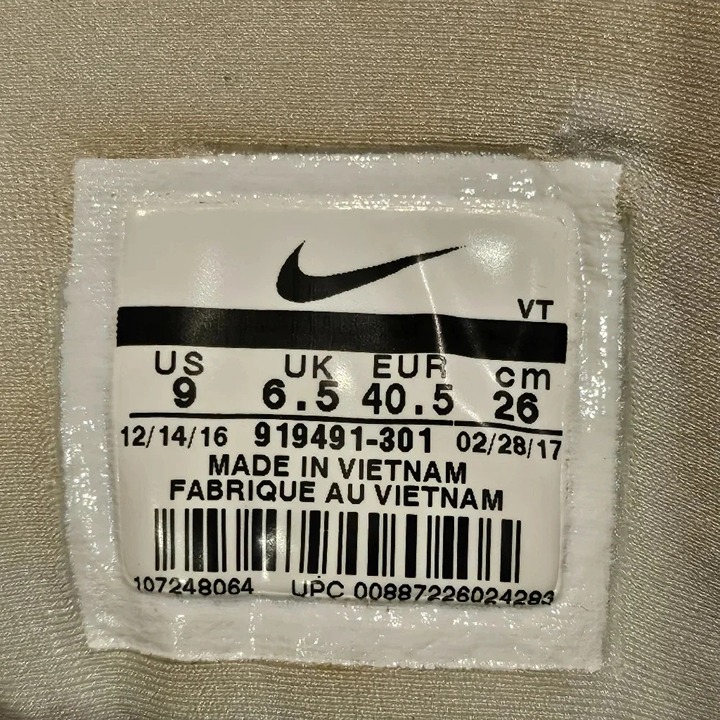 VT
US UK EUR cm
9 6.5 40.5 26
12/14/16 919491-301 02/28/17
MADE IN VIETNAM
FABRIQUE AU VIETNAM
107248064 UPC 00887226024283